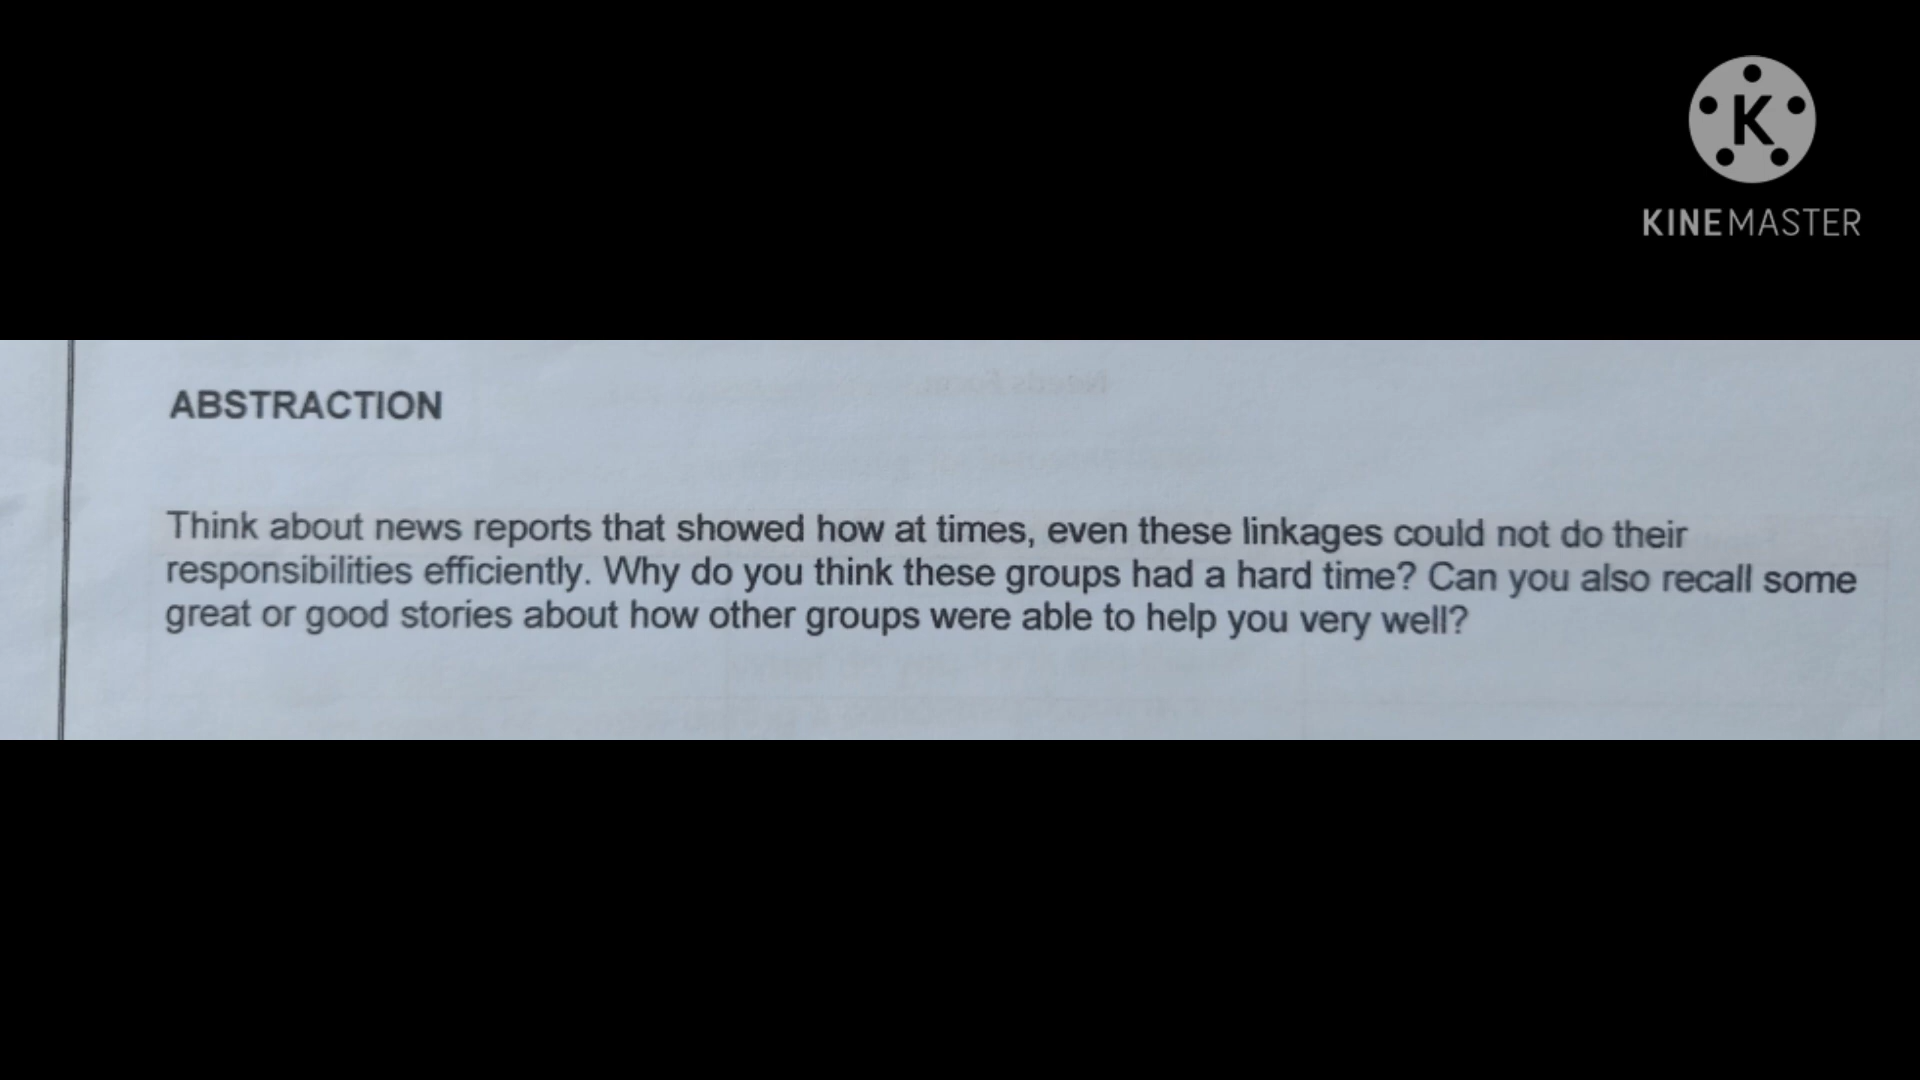 K
KINEMASTER
ABSTRACTION
Think about news reports that showed how at times, even these linkages could not do their
responsibilities efficiently. Why do you think these groups had a hard time? Can you also recall some
great or good stories about how other groups were able to help you very well?